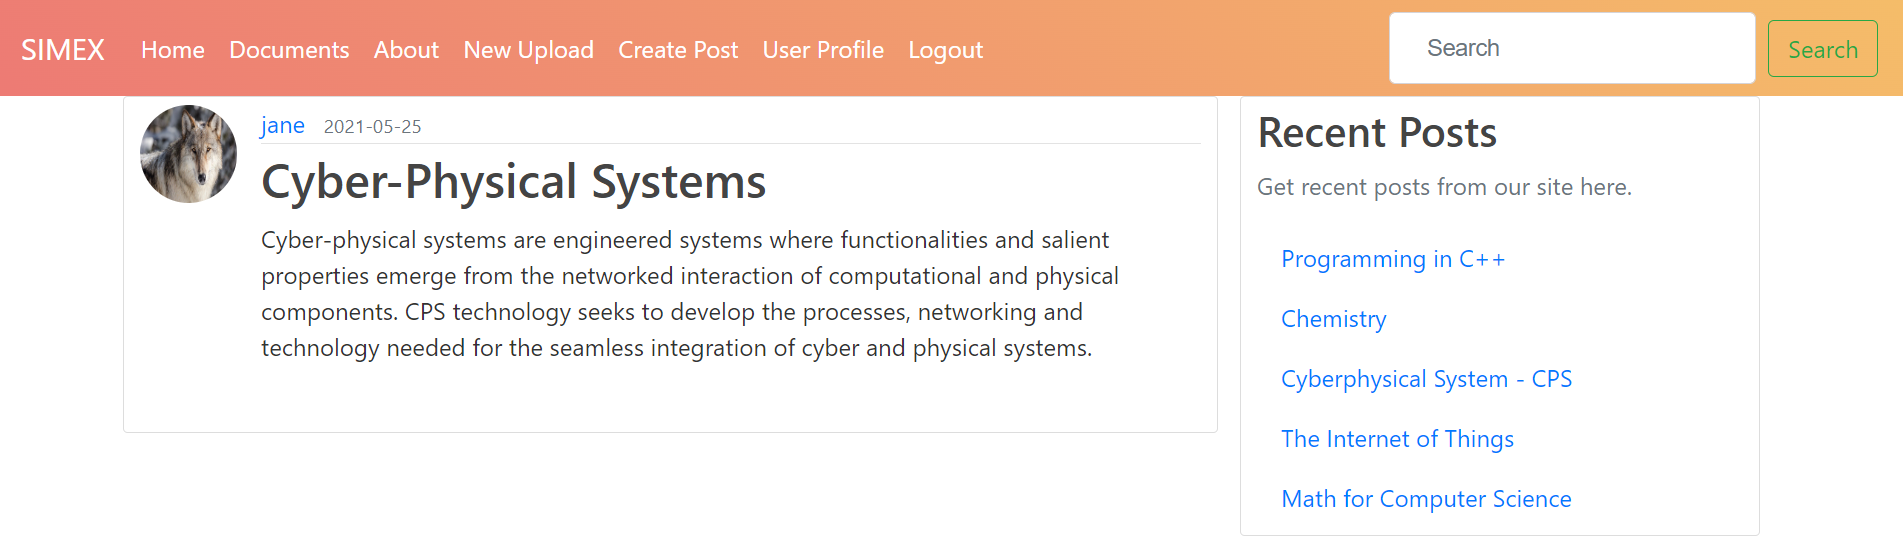 SIMEX Home Documents About New Upload Create Post User Profile Logout Search Search
jane 2021-05-25
Cyber-Physical Systems
Cyber-physical systems are engineered systems where functionalities and salient
properties emerge from the networked interaction of computational and physical
components. CPS technology seeks to develop the processes, networking and
technology needed for the seamless integration of cyber and physical systems.
Recent Posts
Get recent posts from our site here.
Programming in C++
Chemistry
Cyberphysical System - CPS
The Internet of Things
Math for Computer Science